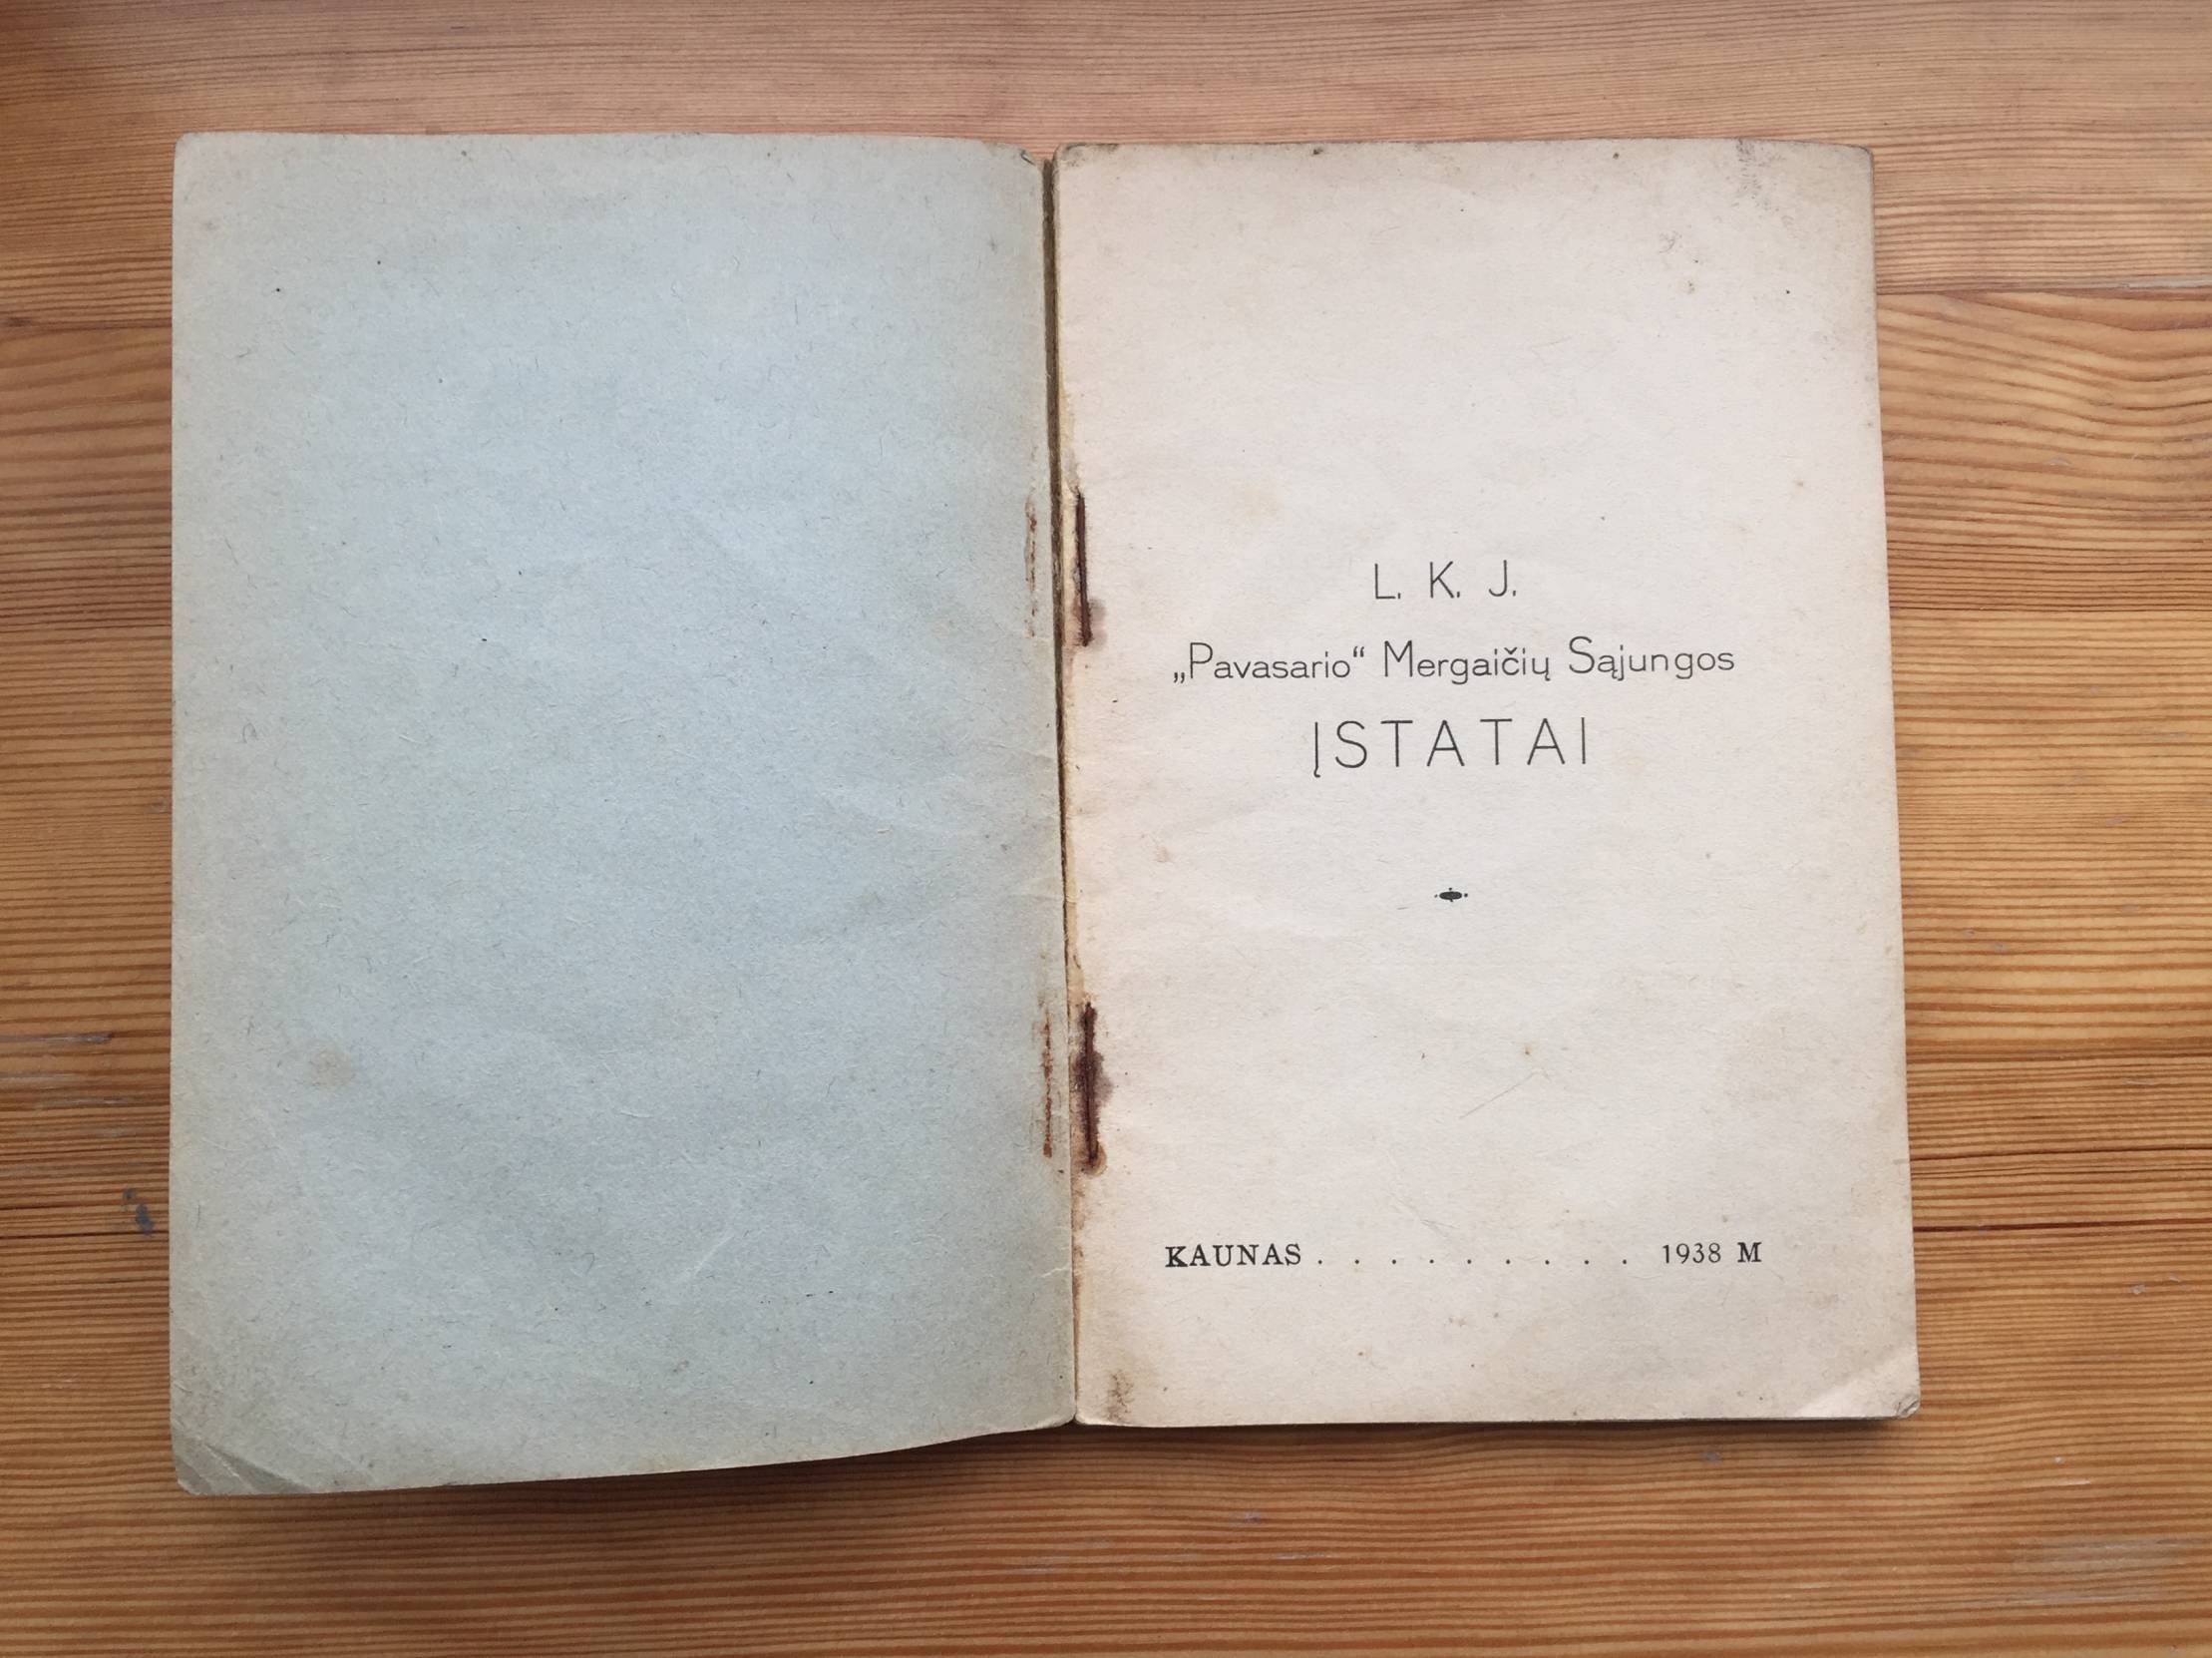 L. K. J.
„Pavasario“ Mergaičių Sąjungos
ĮSTATAI
KAUNAS . . . . . . . . . 1938 M